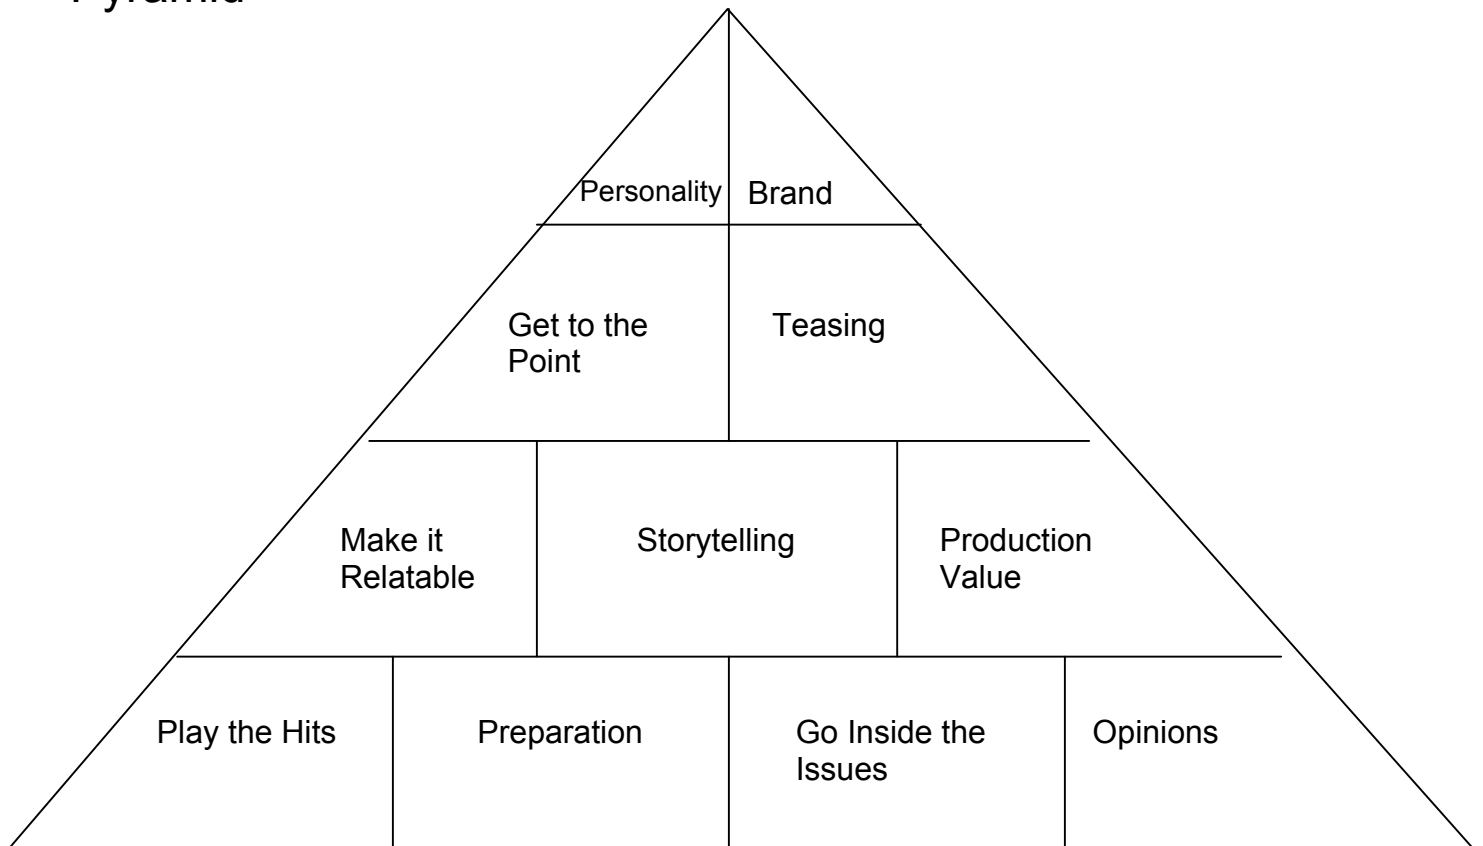 Pyramid
Personality
Brand
Get to the
Point
Teasing
Make it
Relatable
Storytelling
Production
Value
Play the Hits
Preparation
Go Inside the
Issues
Opinions